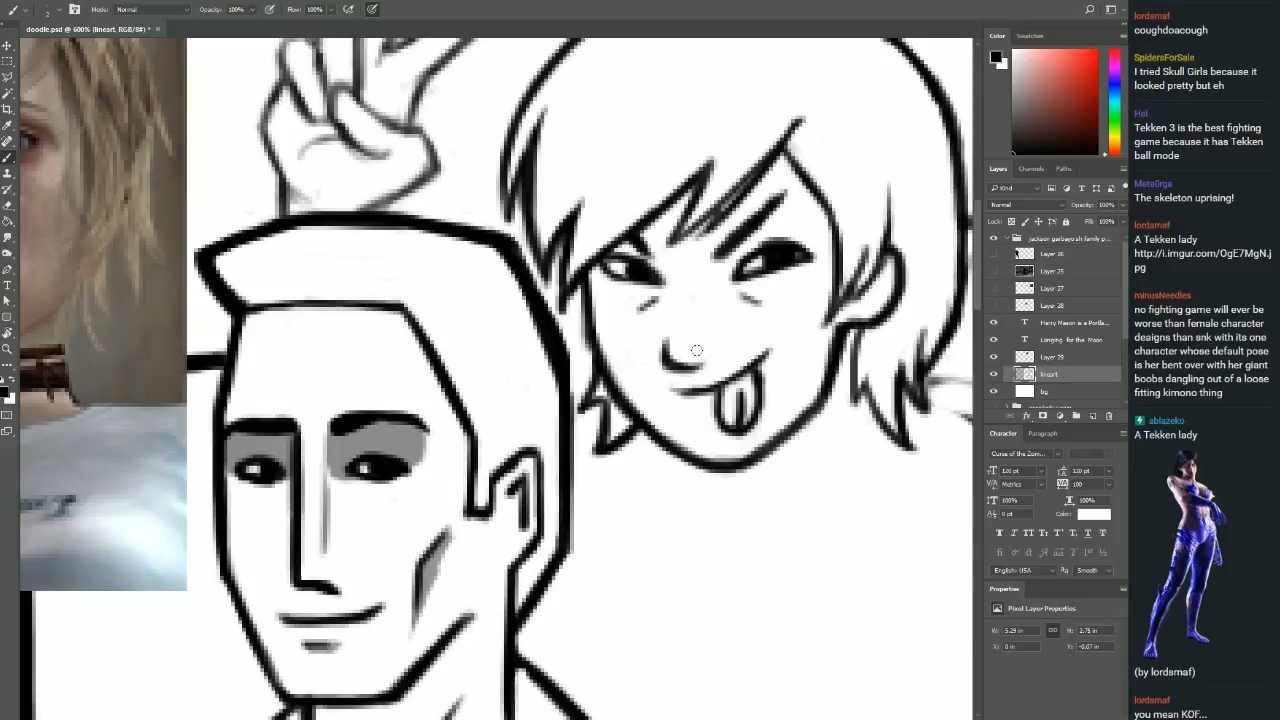 Mode: Normal Opacity: 100% Flow: 100%
doodle.psd @ 600% (lineart, RGB/8#) *
Color Swatches
Layers Channels Paths
Kind
Normal Opacity: 100%
Lock: Fill: 100%
Layer 26
Layer 25
Layer 27
Layer 28
Harry Mason is a Portla...
Longing for the Moon
Layer 29
lineart
bg
Character Paragraph
Curse of the Zom...
120 pt 120 pt
Metrics 100
100% 100%
0 pt Color:
English: USA Smooth
Properties
Pixel Layer Properties
W: 5.29 in H: 2.75 in
X: 0 in Y: -0.07 in
lordsmaf
coughdoacough
SpidersForSale
I tried Skull Girls because it
looked pretty but eh
Hel
Tekken 3 is the best fighting
game because it has Tekken
ball mode
Mete0rga
The skeleton uprising!
lordsmaf
A Tekken lady
http://i.imgur.com/OgE7MgN.j
pg
minusNeedles
no fighting game will ever be
worse than female character
deaigns than snk with its one
character whose default pose
is her bent over with her giant
boobs dangling out of a loose
fitting kimono thing
ablazeko
A Tekken lady
(by lordsmaf)
lordsmaf
you mean KOF...